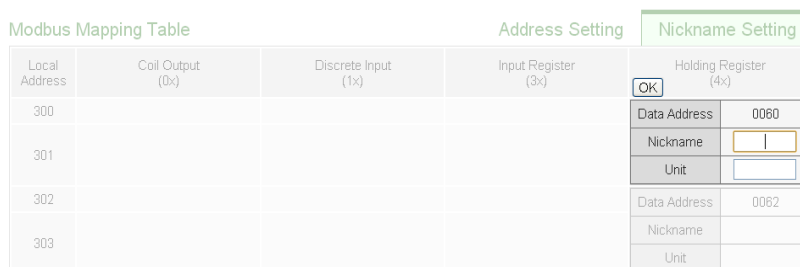 Modbus Mapping Table Address Setting Nickname Setting
Local Address Coil Output (0x) Discrete Input (1x) Input Register (3x) Holding Register (4x)
OK
300 Data Address 0060
Nickname
301
Unit
302 Data Address 0062
Nickname
303
Unit